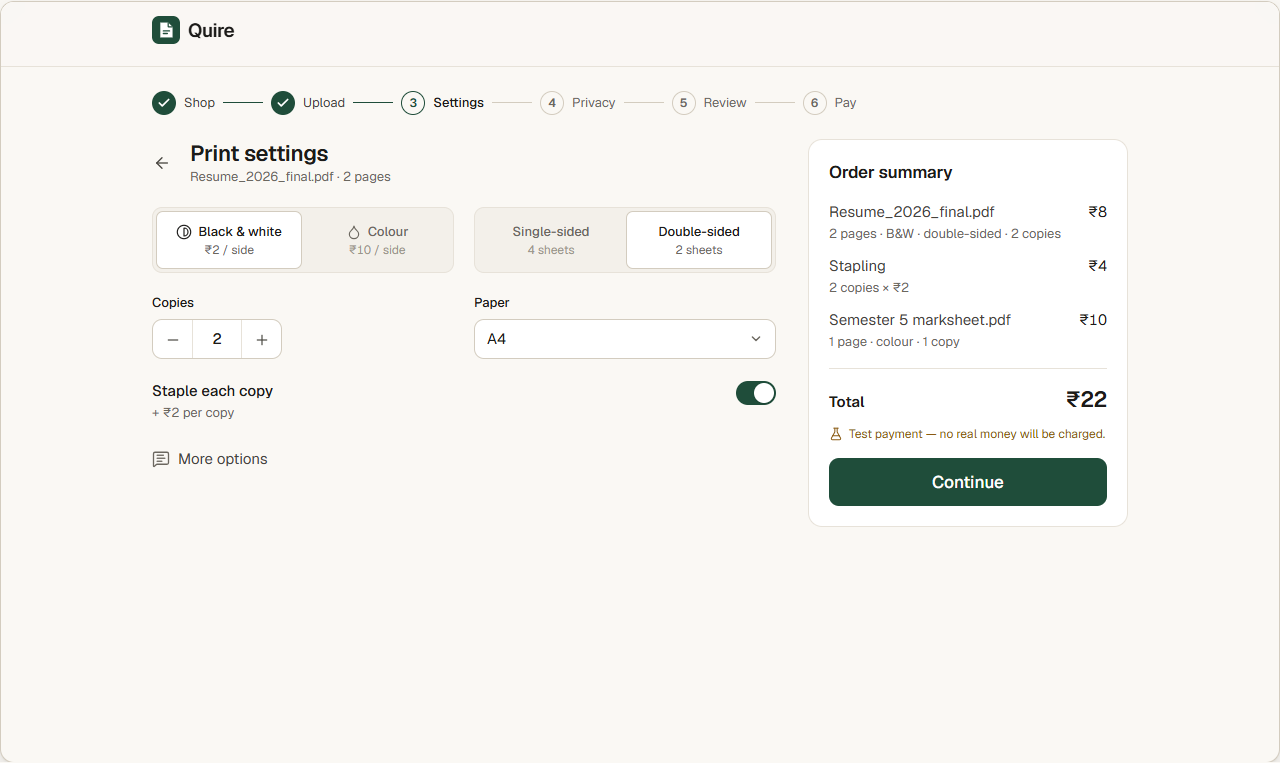 Quire
Shop
Upload
3 Settings
4 Privacy
5 Review
6 Pay
Print settings
Resume_2026_final.pdf · 2 pages
Black & white
₹2 / side
Colour
₹10 / side
Single-sided
4 sheets
Double-sided
2 sheets
Copies
− 2 +
Paper
A4
Staple each copy
+ ₹2 per copy
More options
Order summary
Resume_2026_final.pdf ₹8
2 pages · B&W · double-sided · 2 copies
Stapling ₹4
2 copies × ₹2
Semester 5 marksheet.pdf ₹10
1 page · colour · 1 copy
Total ₹22
Test payment — no real money will be charged.
Continue